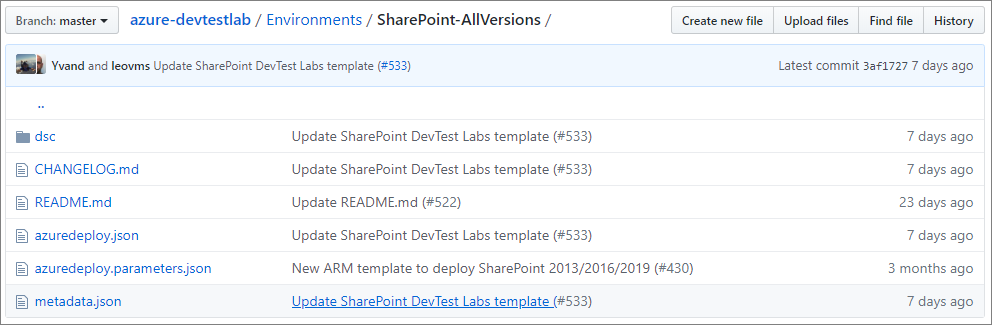 Branch: master azure-devtestlab / Environments / SharePoint-AllVersions / Create new file Upload files Find file History
Yvand and leovms Update SharePoint DevTest Labs template (#533) Latest commit 3af1727 7 days ago
..
dsc Update SharePoint DevTest Labs template (#533) 7 days ago
CHANGELOG.md Update SharePoint DevTest Labs template (#533) 7 days ago
README.md Update README.md (#522) 23 days ago
azuredeploy.json Update SharePoint DevTest Labs template (#533) 7 days ago
azuredeploy.parameters.json New ARM template to deploy SharePoint 2013/2016/2019 (#430) 3 months ago
metadata.json Update SharePoint DevTest Labs template (#533) 7 days ago